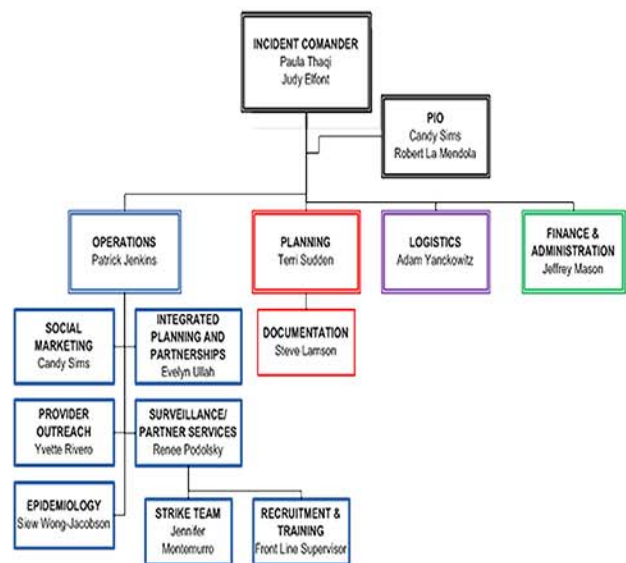 INCIDENT COMANDER
Paula Thaqi
Judy Elfont
PIO
Candy Sims
Robert La Mendola
OPERATIONS
Patrick Jenkins
PLANNING
Terri Sudden
LOGISTICS
Adam Yanckowitz
FINANCE &
ADMINISTRATION
Jeffrey Mason
SOCIAL
MARKETING
Candy Sims
INTEGRATED
PLANNING AND
PARTNERSHIPS
Evelyn Ullah
DOCUMENTATION
Steve Lamson
PROVIDER
OUTREACH
Yvette Rivero
SURVEILLANCE/
PARTNER SERVICES
Renee Podolsky
EPIDEMIOLOGY
Siew Wong-Jacobson
STRIKE TEAM
Jennifer
Montemurro
RECRUITMENT &
TRAINING
Front Line Supervisor